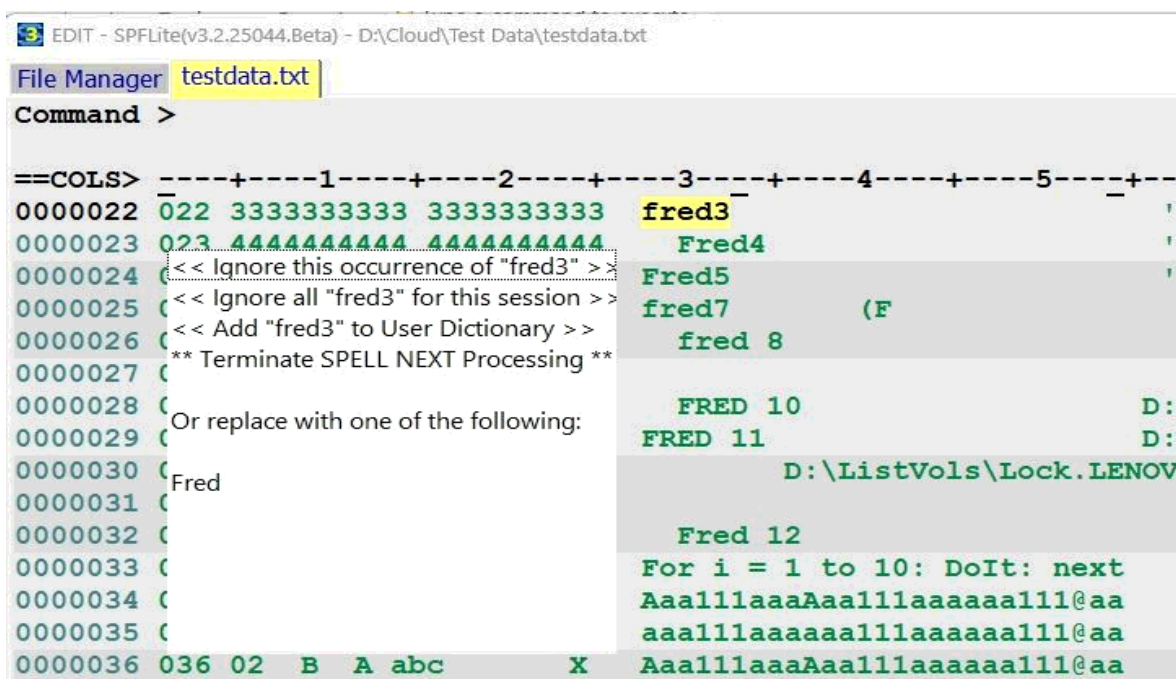 EDIT - SPFLite(v3.2.25044.Beta) - D:\Cloud\Test Data\testdata.txt
File Manager testdata.txt
Command >
==COLS> ----+----1----+----2----+----3----+----4----+----5----+--
0000022 022 3333333333 3333333333 fred3 '
0000023 023 4444444444 4444444444 Fred4 '
0000024 Fred5 '
0000025 fred7 (F
0000026 fred 8
0000027
0000028 FRED 10 D:
0000029 FRED 11 D:
0000030 D:\ListVols\Lock.LENOV
0000031
0000032 Fred 12
0000033 For i = 1 to 10: DoIt: next
0000034 Aaa111aaaAaa111aaaaaa111@aa
0000035 aaa111aaaaaa111aaaaaa111@aa
0000036 036 02 B A abc X Aaa111aaaAaa111aaaaaa111@aa
<< Ignore this occurrence of "fred3" >>
<< Ignore all "fred3" for this session >>
<< Add "fred3" to User Dictionary >>
** Terminate SPELL NEXT Processing **
Or replace with one of the following:
Fred